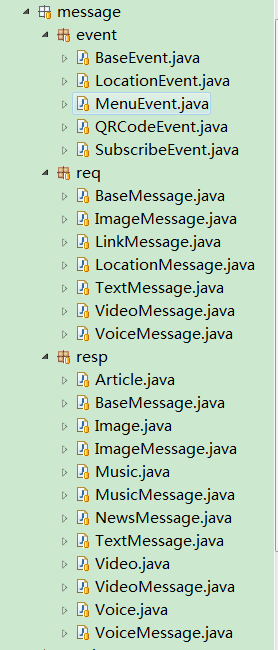 message
event
BaseEvent.java
LocationEvent.java
MenuEvent.java
QRCodeEvent.java
SubscribeEvent.java
req
BaseMessage.java
ImageMessage.java
LinkMessage.java
LocationMessage.java
TextMessage.java
VideoMessage.java
VoiceMessage.java
resp
Article.java
BaseMessage.java
Image.java
ImageMessage.java
Music.java
MusicMessage.java
NewsMessage.java
TextMessage.java
Video.java
VideoMessage.java
Voice.java
VoiceMessage.java